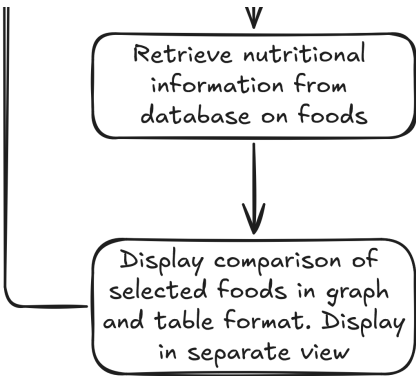 Retrieve nutritional
information from
database on foods
Display comparison of
selected foods in graph
and table format. Display
in separate view